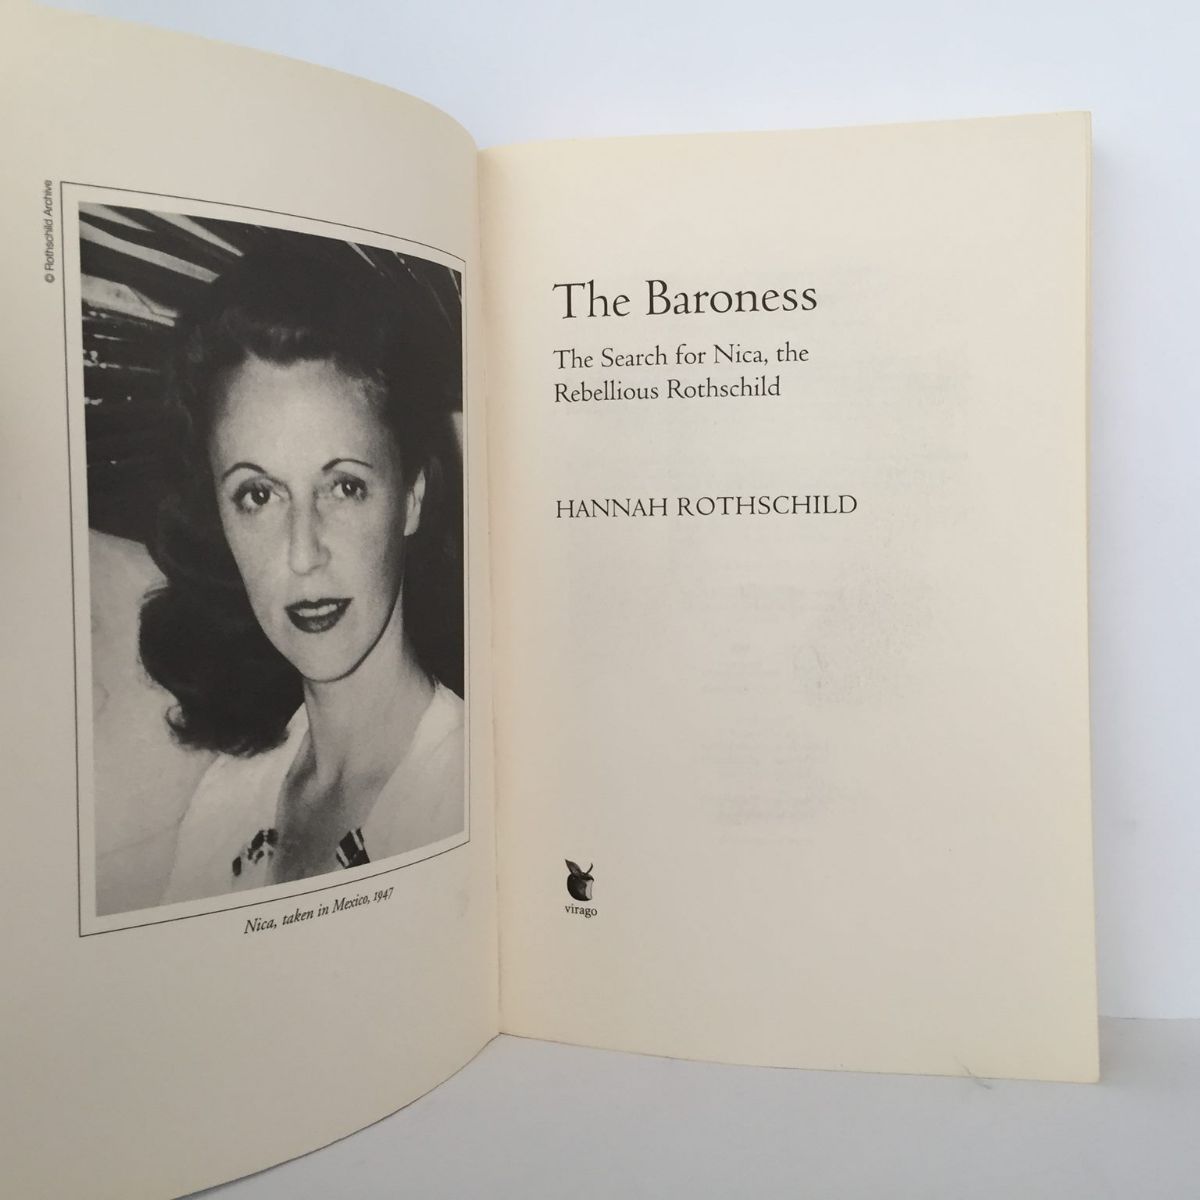 © Rothschild Archive
Nica, taken in Mexico, 1947
The Baroness
The Search for Nica, the
Rebellious Rothschild
HANNAH ROTHSCHILD
virago